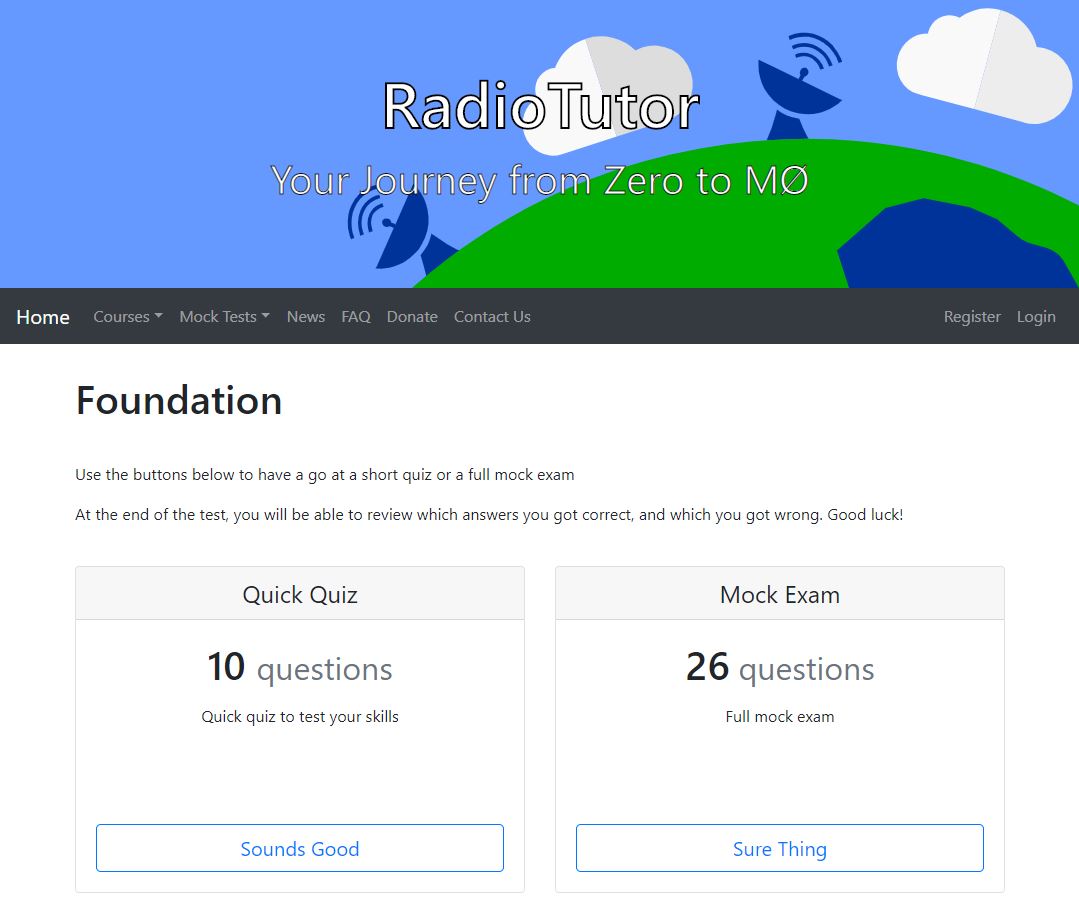 RadioTutor
Your Journey from Zero to MØ
Home Courses Mock Tests News FAQ Donate Contact Us Register Login
Foundation
Use the buttons below to have a go at a short quiz or a full mock exam
At the end of the test, you will be able to review which answers you got correct, and which you got wrong. Good luck!
Quick Quiz
10 questions
Quick quiz to test your skills
Sounds Good
Mock Exam
26 questions
Full mock exam
Sure Thing